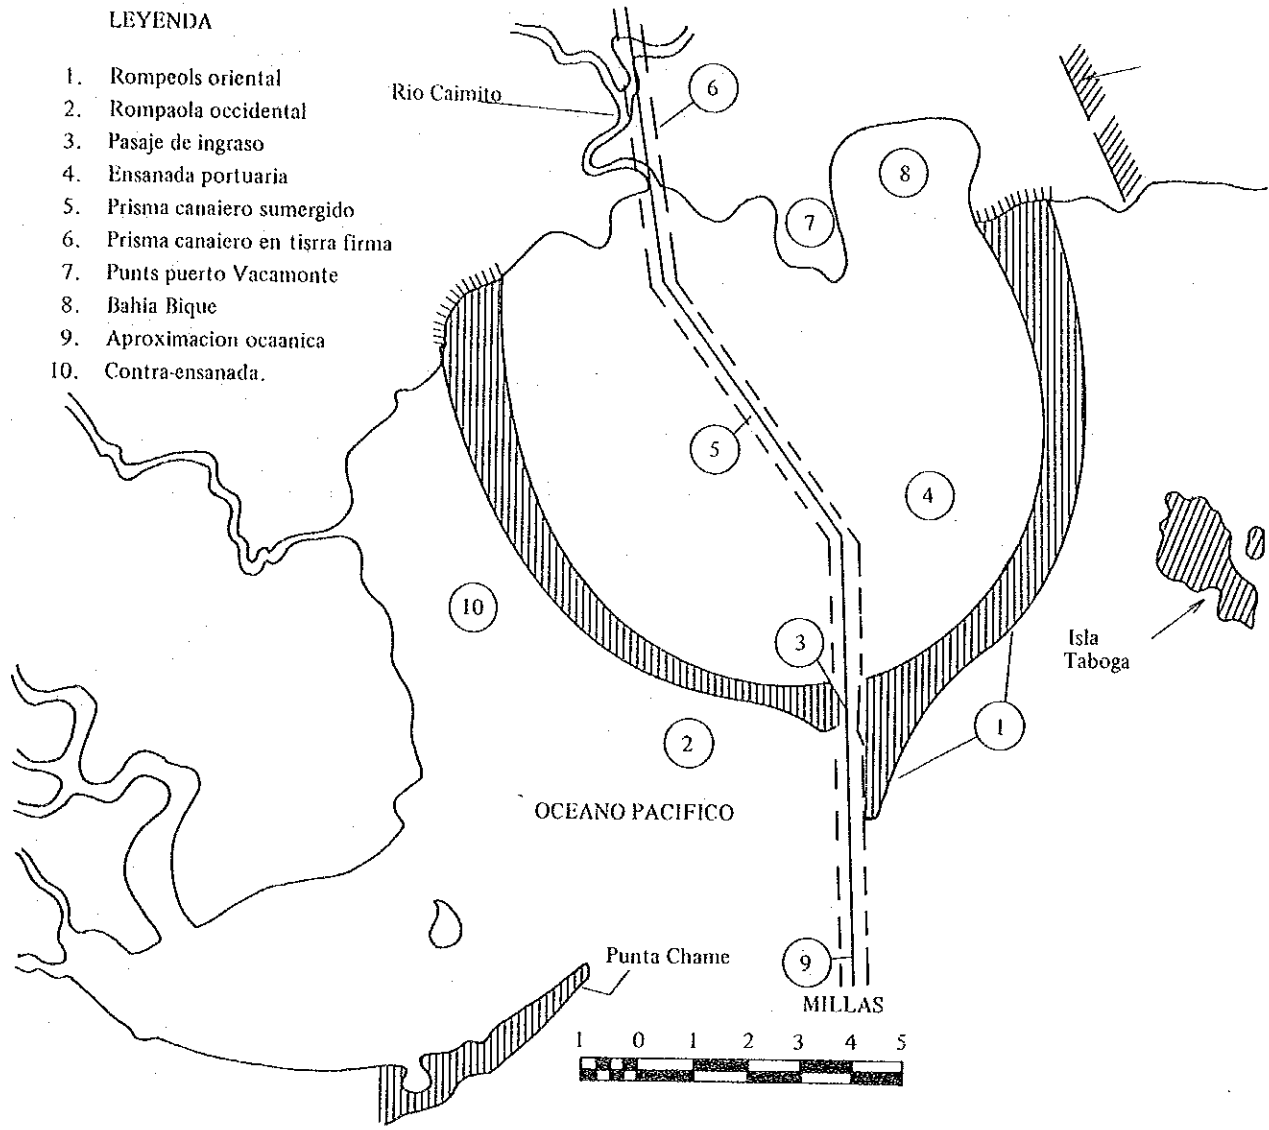 LEYENDA
1. Rompeols oriental
2. Rompaola occidental
3. Pasaje de ingraso
4. Ensanada portuaria
5. Prisma canaiero sumergido
6. Prisma canaiero en tisrra firma
7. Punts puerto Vacamonte
8. Bahia Bique
9. Aproximacion ocaanica
10. Contra-ensanada.
Rio Caimito
6
8
7
5
4
10
3
Isla
Taboga
1
2
OCEANO PACIFICO
Punta Chame
9
MILLAS
1 0 1 2 3 4 5